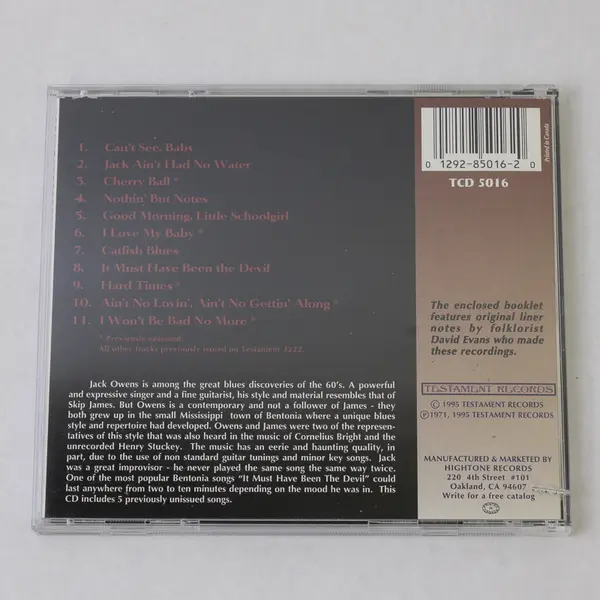 1. Can't See, Baby
2. Jack Ain't Had No Water
3. Cherry Ball *
4. Nothin' But Notes
5. Good Morning, Little Schoolgirl
6. I Love My Baby *
7. Catfish Blues
8. It Must Have Been the Devil
9. Hard Times *
10. Ain't No Lovin', Ain't No Gettin' Along *
11. I Won't Be Bad No More *
* Previously unissued.
All other tracks previously issued on Testament 2222.
Jack Owens is among the great blues discoveries of the 60's. A powerful
and expressive singer and a fine guitarist, his style and material resembles that of
Skip James. But Owens is a contemporary and not a follower of James - they
both grew up in the small Mississippi town of Bentonia where a unique blues
style and repertoire had developed. Owens and James were two of the represen-
tatives of this style that was also heard in the music of Cornelius Bright and the
unrecorded Henry Stuckey. The music has an eerie and haunting quality, in
part, due to the use of non standard guitar tunings and minor key songs. Jack
was a great improvisor - he never played the same song the same way twice.
One of the most popular Bentonia songs "It Must Have Been The Devil" could
last anywhere from two to ten minutes depending on the mood he was in. This
CD includes 5 previously unissued songs.
0 1292-85016-2 0
Printed in Canada
TCD 5016
The enclosed booklet
features original liner
notes by folklorist
David Evans who made
these recordings.
TESTAMENT RECORDS
© 1995 TESTAMENT RECORDS
℗ 1971, 1995 TESTAMENT RECORDS
MANUFACTURED & MARKETED BY
HIGHTONE RECORDS
220 4th Street #101
Oakland, CA 94607
Write for a free catalog